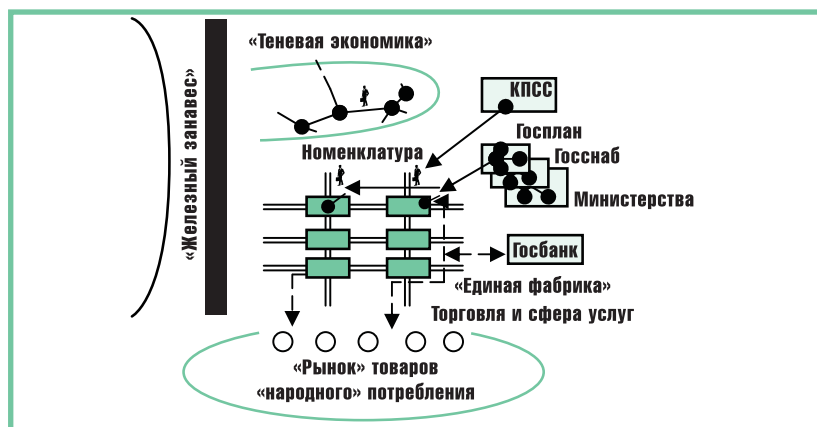 «Теневая экономика»
«Железный занавес»
КПСС
Госплан
Номенклатура
Госснаб
Министерства
Госбанк
«Единая фабрика»
Торговля и сфера услуг
«Рынок» товаров
«народного» потребления